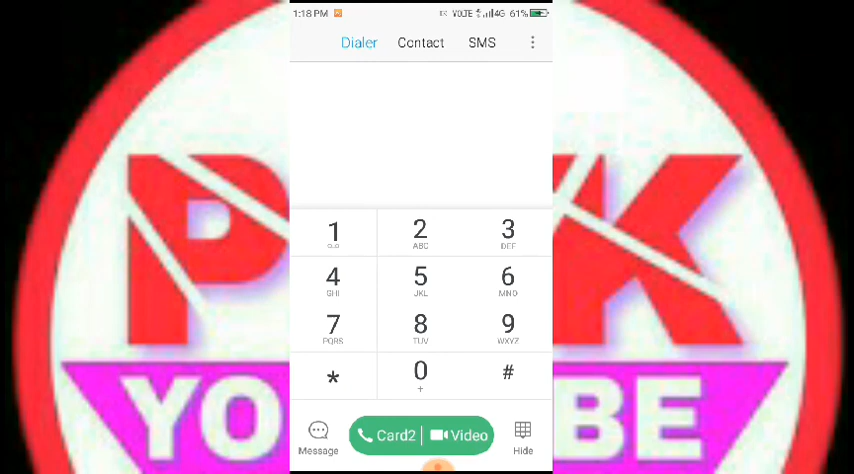 1:18 PM
VOLTE 4G 61%
Dialer Contact SMS
1 2 3
ABC DEF
4 5 6
GHI JKL MNO
7 8 9
PQRS TUV WXYZ
* 0 #
+
Card2 Video
Message Hide
P K
YO BE